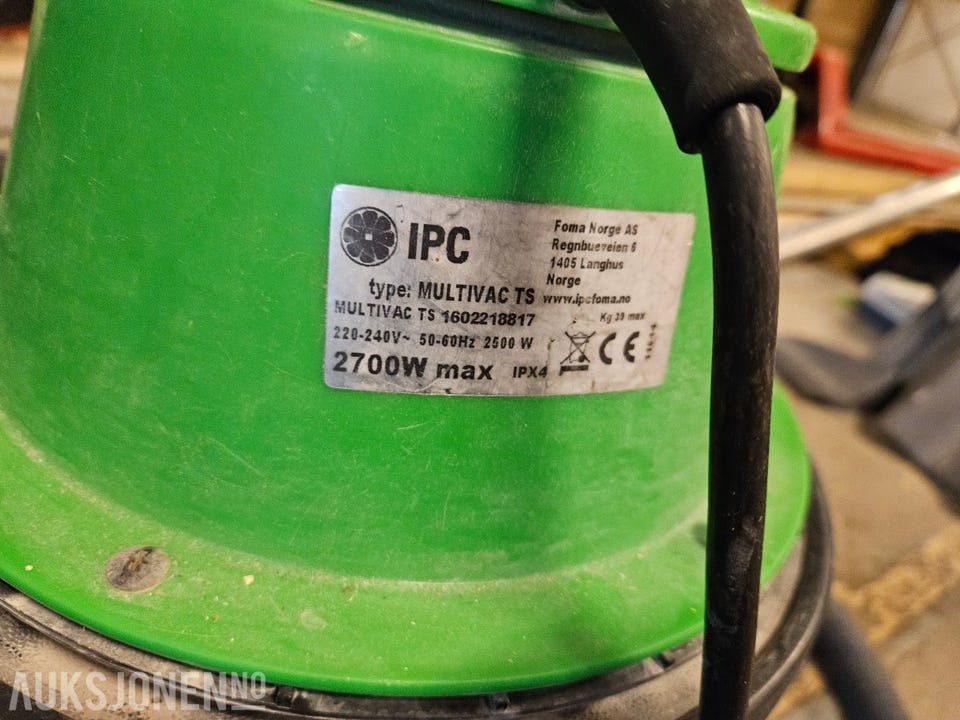 IPC
Foma Norge AS
Regnbueveien 6
1405 Langhus
Norge
type: MULTIVAC TS www.ipcfoma.no
MULTIVAC TS 1602218817 Kg 39 max
220-240V~ 50-60Hz 2500 W
2700W max IPX4 CE
AUKSJONEN.NO